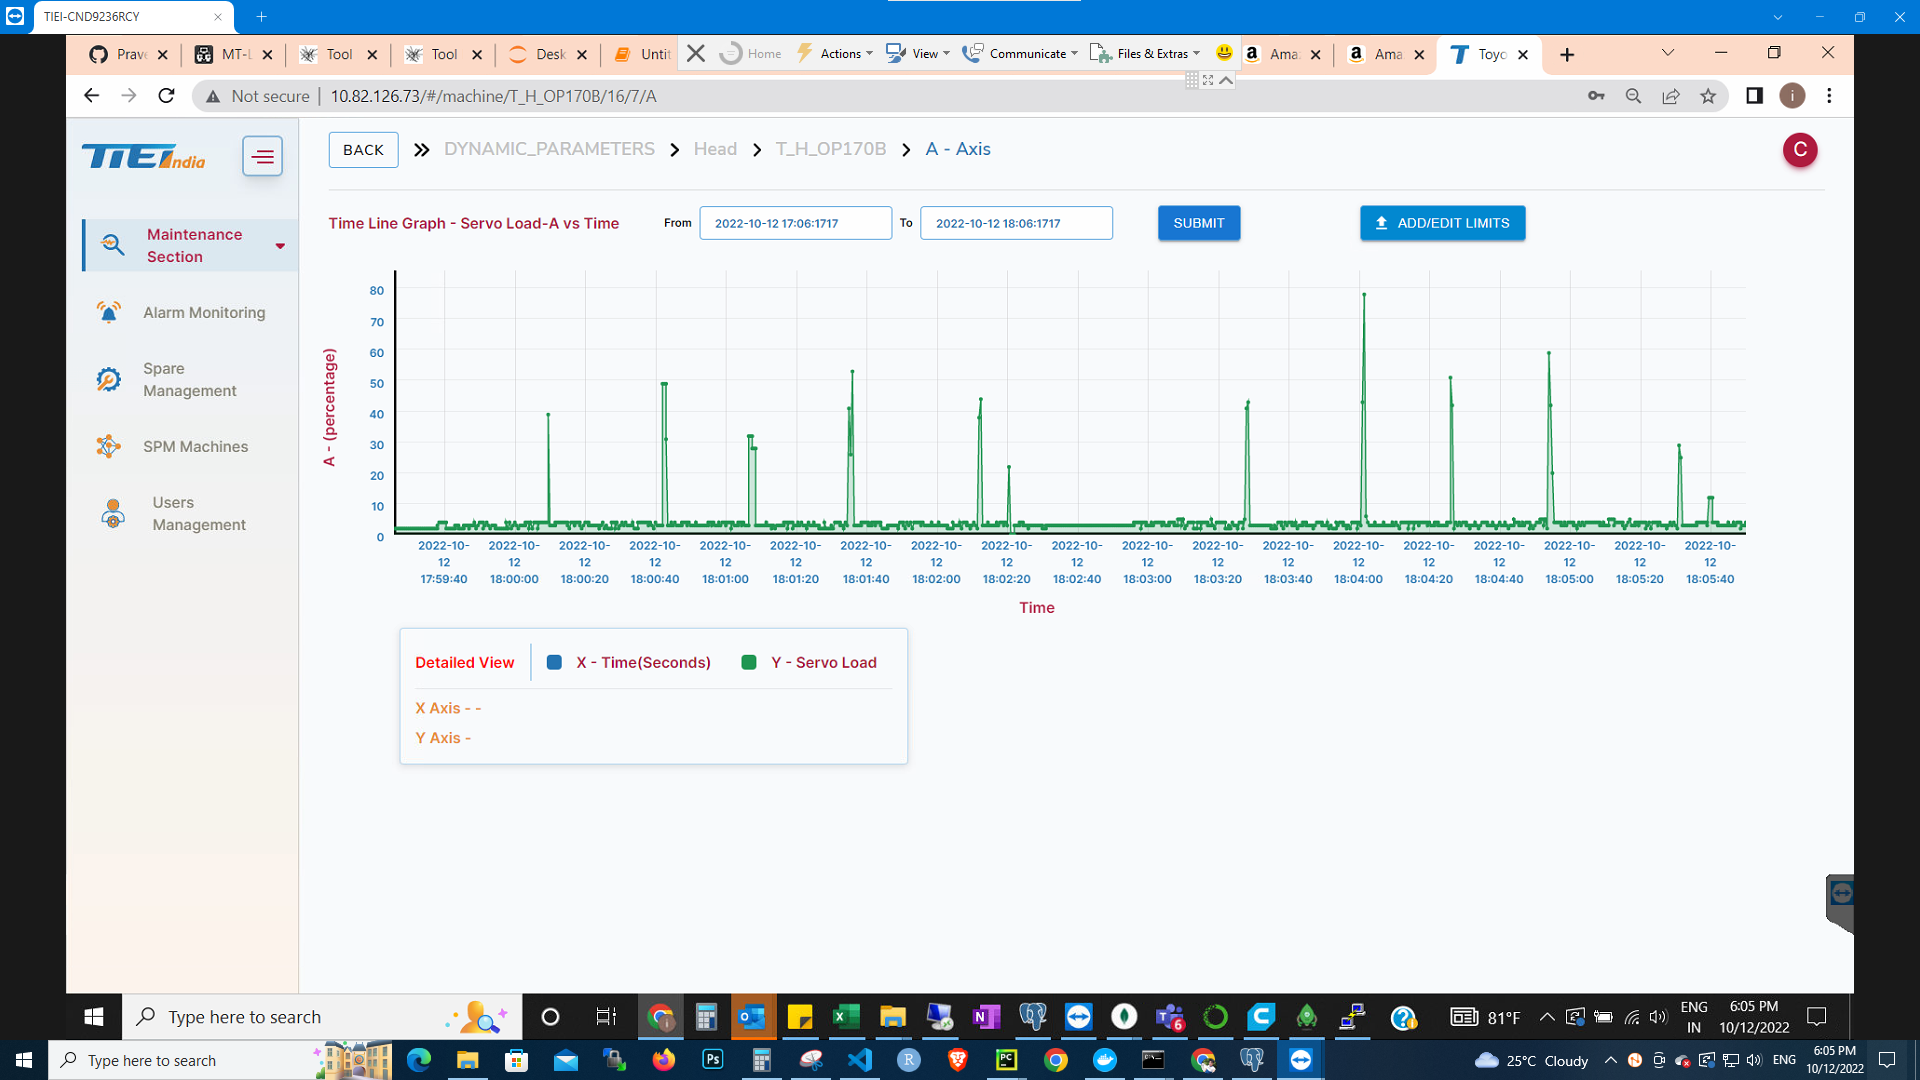 TIEI-CND9236RCY
Prave
MT-L
Tool
Tool
Desk
Untit
Home
Actions
View
Communicate
Files & Extras
Ama
Ama
Toyo
Not secure
10.82.126.73/#/machine/T_H_OP170B/16/7/A
TIEI India
BACK
DYNAMIC_PARAMETERS
Head
T_H_OP170B
A - Axis
C
Maintenance
Section
Alarm Monitoring
Spare
Management
SPM Machines
Users
Management
Time Line Graph - Servo Load-A vs Time
From
2022-10-12 17:06:1717
To
2022-10-12 18:06:1717
SUBMIT
ADD/EDIT LIMITS
A - (percentage)
80
70
60
50
40
30
20
10
0
2022-10-
12
17:59:40
2022-10-
12
18:00:00
2022-10-
12
18:00:20
2022-10-
12
18:00:40
2022-10-
12
18:01:00
2022-10-
12
18:01:20
2022-10-
12
18:01:40
2022-10-
12
18:02:00
2022-10-
12
18:02:20
2022-10-
12
18:02:40
2022-10-
12
18:03:00
2022-10-
12
18:03:20
2022-10-
12
18:03:40
2022-10-
12
18:04:00
2022-10-
12
18:04:20
2022-10-
12
18:04:40
2022-10-
12
18:05:00
2022-10-
12
18:05:20
2022-10-
12
18:05:40
Time
Detailed View
X - Time(Seconds)
Y - Servo Load
X Axis - -
Y Axis -
Type here to search
6
81°F
ENG
IN
6:05 PM
10/12/2022
Type here to search
Ps
R
PC
25°C Cloudy
ENG
6:05 PM
10/12/2022